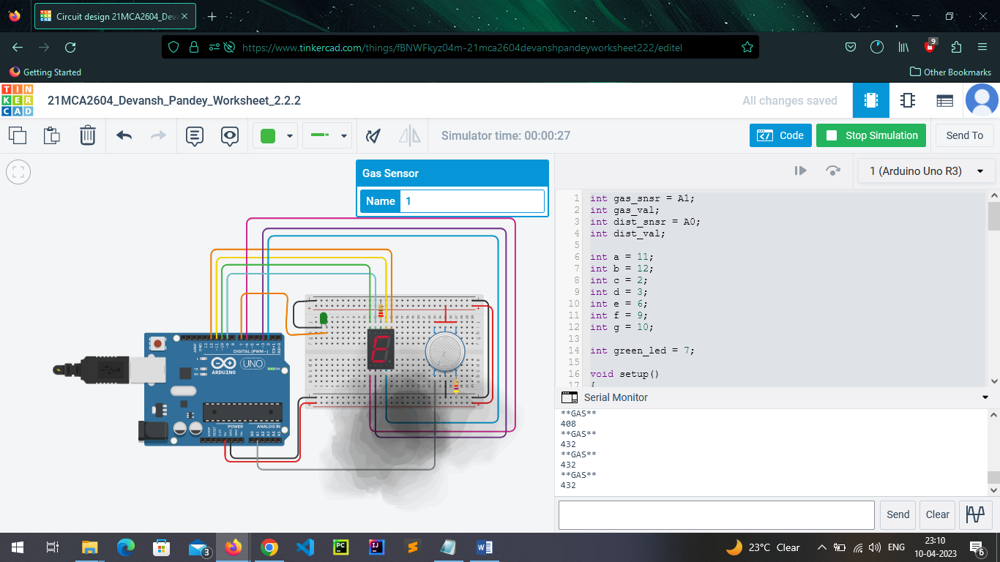 Circuit design 21MCA2604_Deva
https://www.tinkercad.com/things/fBNWFkyz04m-21mca2604devanshpandeyworksheet222/editel
9
Getting Started
Other Bookmarks
TIN
KER
CAD
21MCA2604_Devansh_Pandey_Worksheet_2.2.2
All changes saved
Simulator time: 00:00:27
Code
Stop Simulation
Send To
Gas Sensor
Name 1
1 (Arduino Uno R3)
1 int gas_snsr = A1;
2 int gas_val;
3 int dist_snsr = A0;
4 int dist_val;
5
6 int a = 11;
7 int b = 12;
8 int c = 2;
9 int d = 3;
10 int e = 6;
11 int f = 9;
12 int g = 10;
13
14 int green_led = 7;
15
16 void setup()
17 {
DIGITAL (PWM~)
UNO
ARDUINO
POWER
ANALOG IN
Serial Monitor
**GAS**
408
**GAS**
432
**GAS**
432
**GAS**
432
Send
Clear
3
PC
IJ
23°C Clear
ENG
23:10
10-04-2023
6